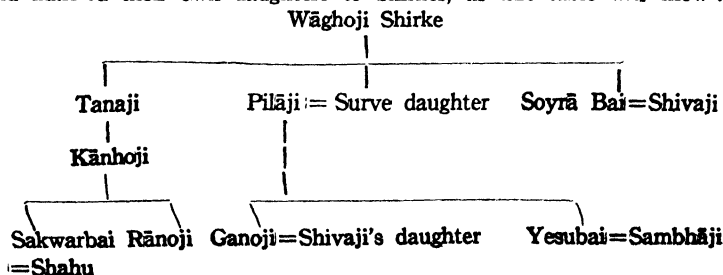 Wāghoji Shirke
Tanaji Pilāji = Surve daughter Soyrā Bai=Shivaji
Kānhoji
Sakwarbai Rānoji Ganoji=Shivaji's daughter Yesubai=Sambhāji
=Shahu